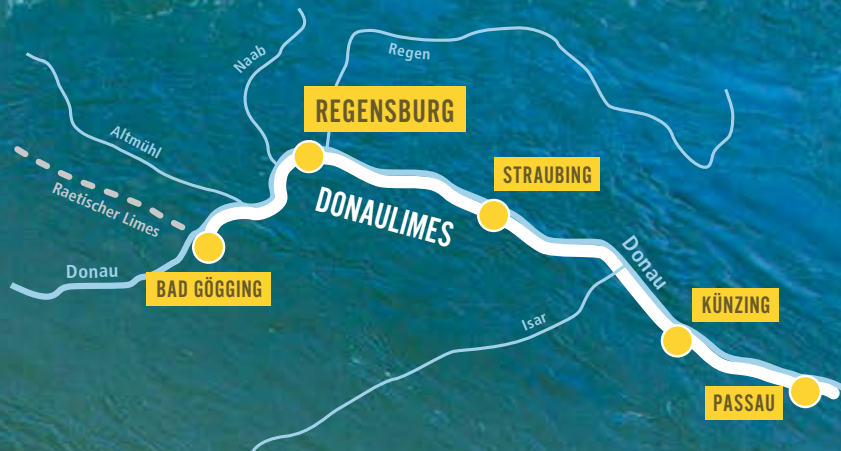 Naab
Regen
REGENSBURG
Altmühl
STRAUBING
Raetischer Limes
DONAULIMES
Donau
Donau
BAD GÖGGING
KÜNZING
Isar
PASSAU